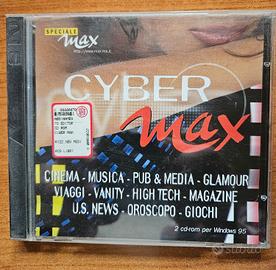 SPECIALE
max
CYBER
max
CINEMA - MUSICA - PUB & MEDIA - GLAMOUR
VIAGGI - VANITY - HIGH TECH - MAGAZINE
U.S. NEWS - OROSCOPO - GIOCHI
2 cd-rom per Windows 95
subito